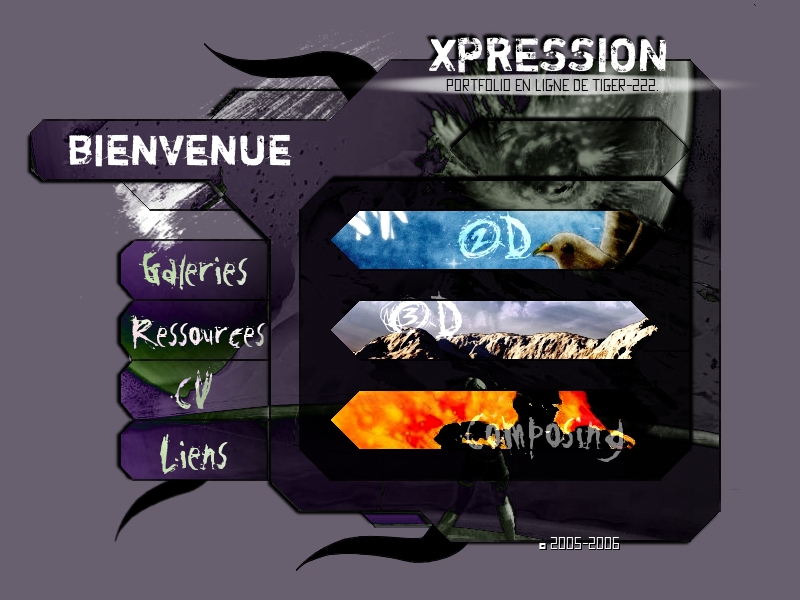 XPRESSION
PORTFOLIO EN LIGNE DE TIGER-222.
BIENVENUE
2D
Galeries
3D
Ressources
CV
Composing
Liens
© 2005-2006